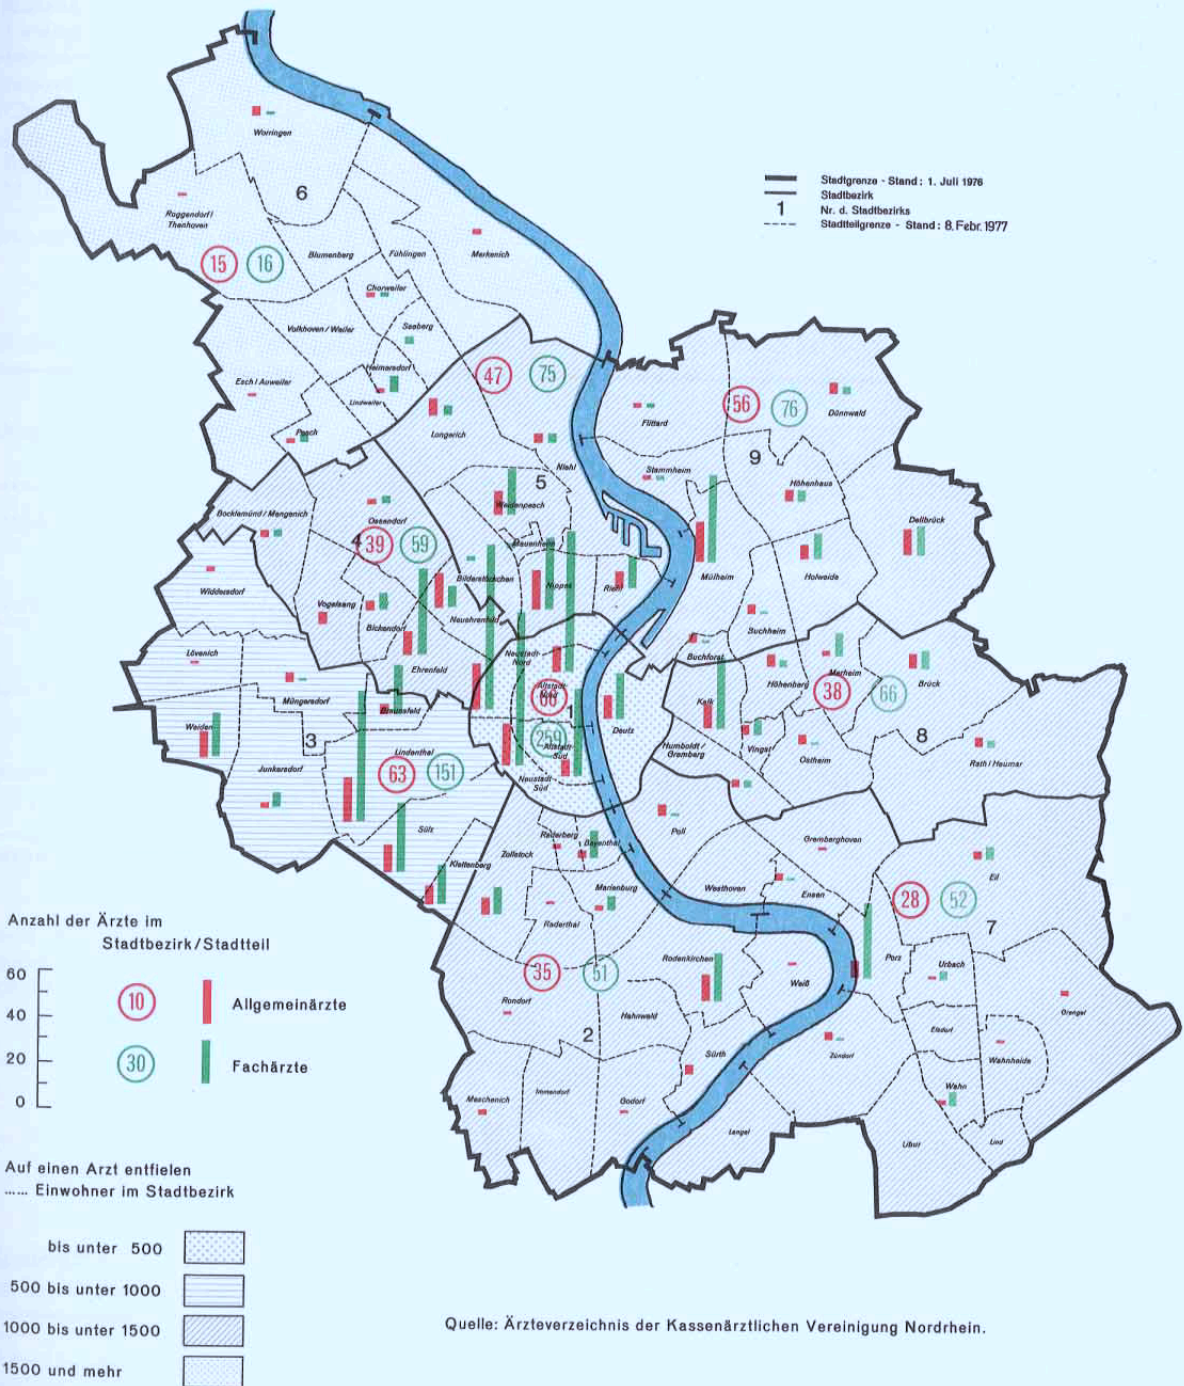 Worringen
6
Roggendorf/
Thenhoven
15
16
Blumenberg
Fühlingen
Merkenich
Chorweiler
Volkhoven/Weiler
Seeberg
Heimersdorf
Esch/Auweiler
Lindweiler
Pesch
Stadtgrenze - Stand: 1. Juli 1976
Stadtbezirk
1 Nr. d. Stadtbezirks
Stadtteilgrenze - Stand: 8. Febr. 1977
47
75
Longerich
Niehl
5
Weidenpesch
Mauenheim
Nippes
Riehl
Bilderstöckchen
56
76
Flittard
Dünnwald
9
Stammheim
Höhenhaus
Dellbrück
Mülheim
Holweide
Buchheim
Buchforst
Bocklemünd/Mengenich
Ossendorf
4
39
59
Vogelsang
Bickendorf
Neuehrenfeld
Ehrenfeld
Widdersdorf
Lövenich
Müngersdorf
Braunsfeld
Weiden
3
Junkersdorf
Lindenthal
63
151
Sülz
Klettenberg
Neustadt-
Nord
Altstadt-
Nord
66
1
259
Altstadt-
Süd
Neustadt
Süd
Deutz
Kalk
Höhenberg
Merheim
38
66
Brück
8
Humboldt/
Gremberg
Vingst
Ostheim
Rath/Heumar
Poll
Gremberghoven
Westhoven
Ensen
Eil
28
52
7
Porz
Urbach
Elsdorf
Grengel
Wahnheide
Wahn
Zündorf
Libur
Lind
Langel
Raderberg
Bayenthal
Zollstock
Marienburg
Raderthal
Rodenkirchen
35
51
Weiß
Rondorf
Hahnwald
2
Sürth
Meschenich
Immendorf
Godorf
Anzahl der Ärzte im
Stadtbezirk/Stadtteil
60
40
20
0
10
Allgemeinärzte
30
Fachärzte
Auf einen Arzt entfielen
...... Einwohner im Stadtbezirk
bis unter 500
500 bis unter 1000
1000 bis unter 1500
1500 und mehr
Quelle: Ärzteverzeichnis der Kassenärztlichen Vereinigung Nordrhein.